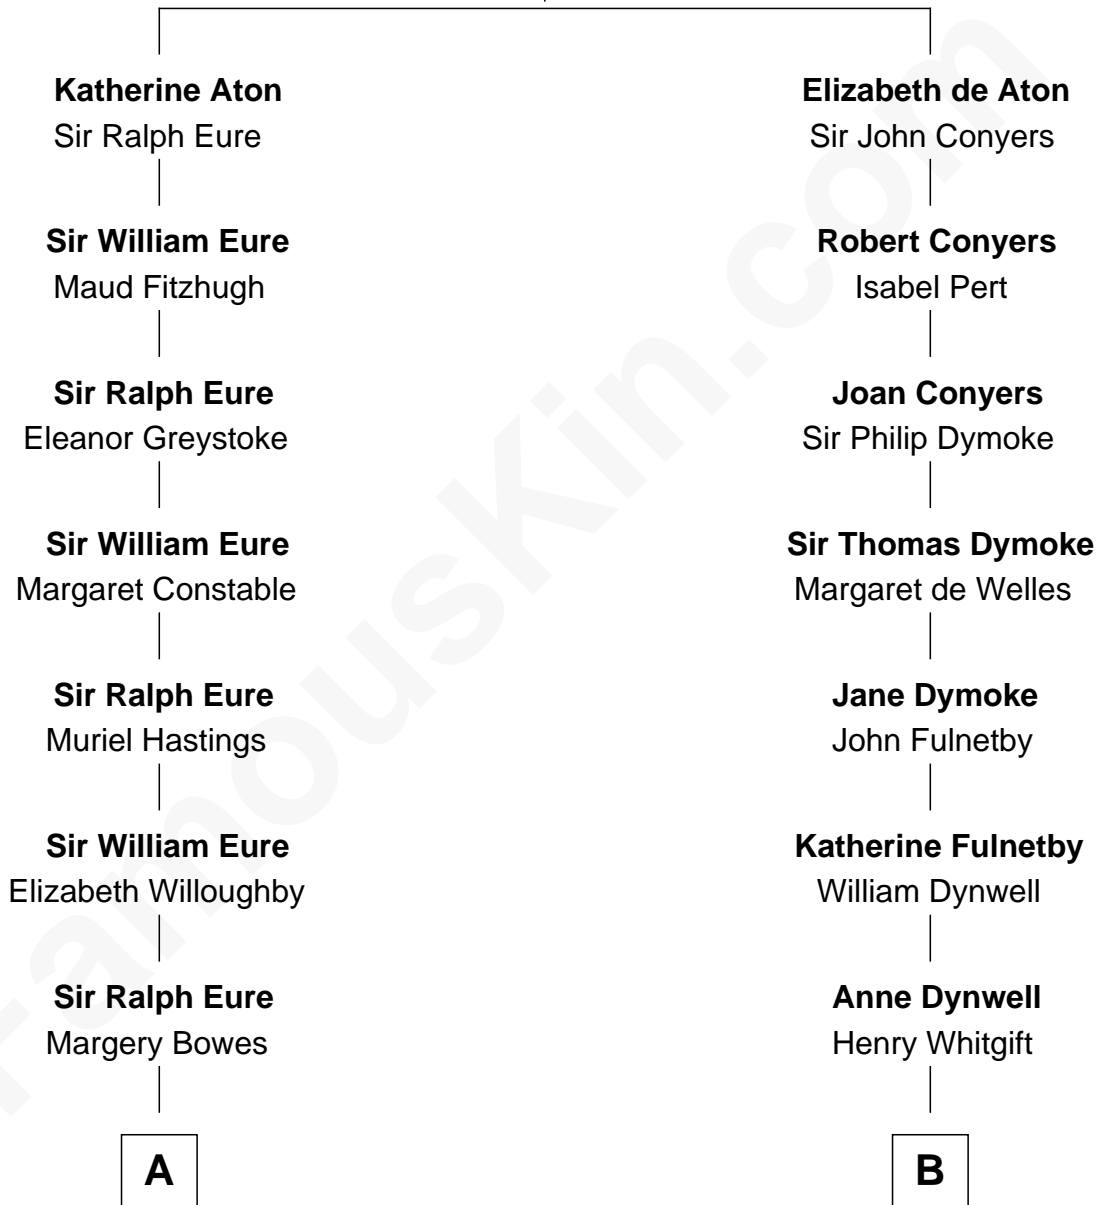 Katherine Aton
Sir Ralph Eure
Sir William Eure
Maud Fitzhugh
Sir Ralph Eure
Eleanor Greystoke
Sir William Eure
Margaret Constable
Sir Ralph Eure
Muriel Hastings
Sir William Eure
Elizabeth Willoughby
Sir Ralph Eure
Margery Bowes
A
Elizabeth de Aton
Sir John Conyers
Robert Conyers
Isabel Pert
Joan Conyers
Sir Philip Dymoke
Sir Thomas Dymoke
Margaret de Welles
Jane Dymoke
John Fulnetby
Katherine Fulnetby
William Dynwell
Anne Dynwell
Henry Whitgift
B
FamousKin.com